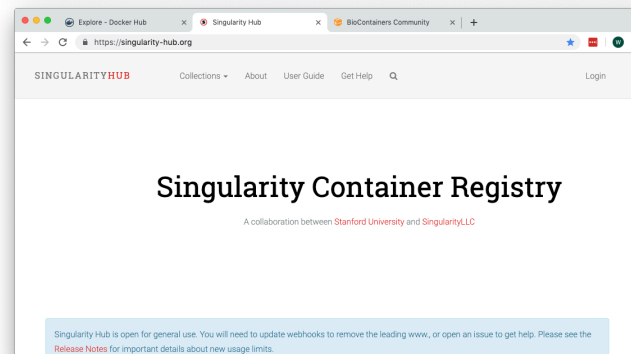 Explore - Docker Hub
Singularity Hub
BioContainers Community
https://singularity-hub.org
W
SINGULARITYHUB
Collections
About
User Guide
Get Help
Login
Singularity Container Registry
A collaboration between Stanford University and SingularityLLC
Singularity Hub is open for general use. You will need to update webhooks to remove the leading www., or open an issue to get help. Please see the
Release Notes for important details about new usage limits.